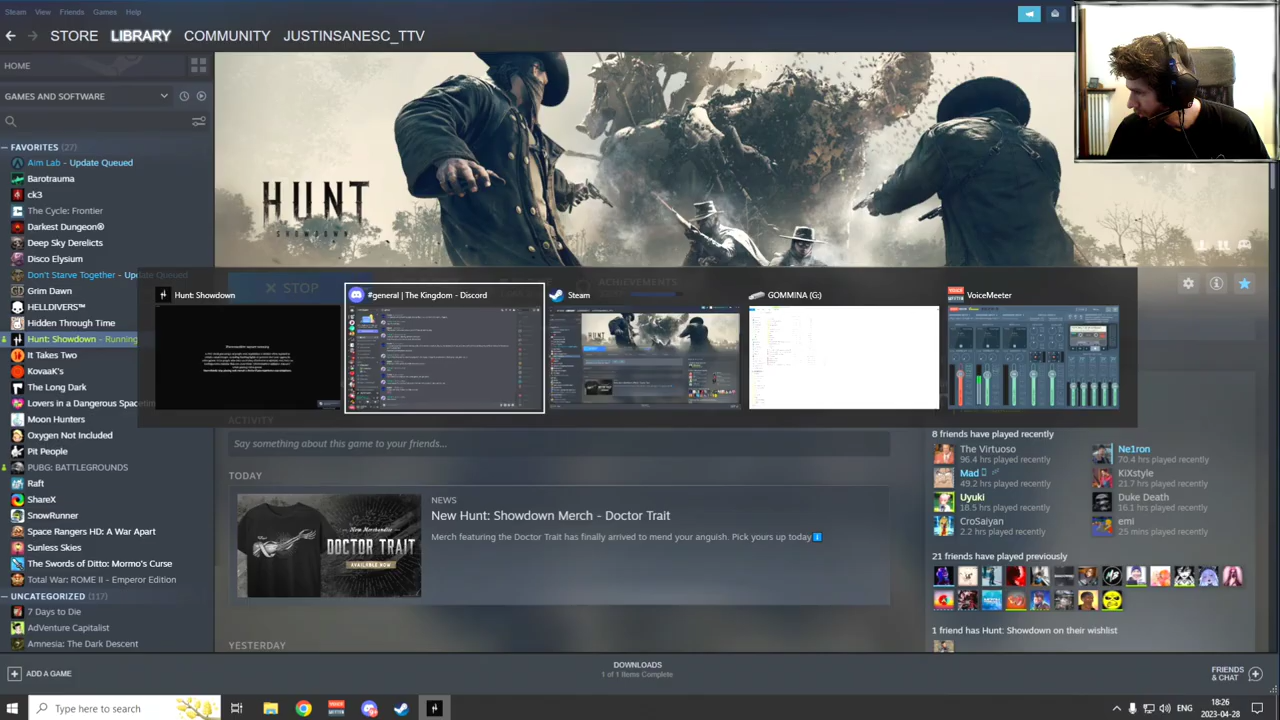 Steam View Friends Games Help
STORE LIBRARY COMMUNITY JUSTINSANESC_TTV
HOME
GAMES AND SOFTWARE
FAVORITES (27)
Aim Lab - Update Queued
Barotrauma
ck3
The Cycle: Frontier
Darkest Dungeon®
Deep Sky Derelicts
Disco Elysium
Don't Starve Together - Update Queued
Grim Dawn
HELLDIVERS™
Hidden Through Time
Hunt: Showdown - Running
It Takes Two
KovaaK's
The Long Dark
Lovers in a Dangerous Spacetim
Moon Hunters
Oxygen Not Included
Pit People
PUBG: BATTLEGROUNDS
Raft
ShareX
SnowRunner
Space Rangers HD: A War Apart
Sunless Skies
The Swords of Ditto: Mormo's Curse
Total War: ROME II - Emperor Edition
UNCATEGORIZED (117)
7 Days to Die
AdVenture Capitalist
Amnesia: The Dark Descent
ADD A GAME
HUNT
SHOWDOWN
STOP
ACHIEVEMENTS
Hunt: Showdown
#general | The Kingdom - Discord
Steam
GOMMINA (G:)
VoiceMeeter
ACTIVITY
Say something about this game to your friends...
TODAY
New Merchandise
DOCTOR TRAIT
AVAILABLE NOW
NEWS
New Hunt: Showdown Merch - Doctor Trait
Merch featuring the Doctor Trait has finally arrived to mend your anguish. Pick yours up today
YESTERDAY
8 friends have played recently
The Virtuoso
96.4 hrs played recently
Ne1ron
70.4 hrs played recently
Mad
49.2 hrs played recently
KiXstyle
21.7 hrs played recently
Uyuki
18.5 hrs played recently
Duke Death
16.1 hrs played recently
CroSaiyan
2.2 hrs played recently
emi
25 mins played recently
21 friends have played previously
1 friend has Hunt: Showdown on their wishlist
DOWNLOADS
1 of 1 Items Complete
FRIENDS
& CHAT
Type here to search
ENG
18:26
2023-04-28